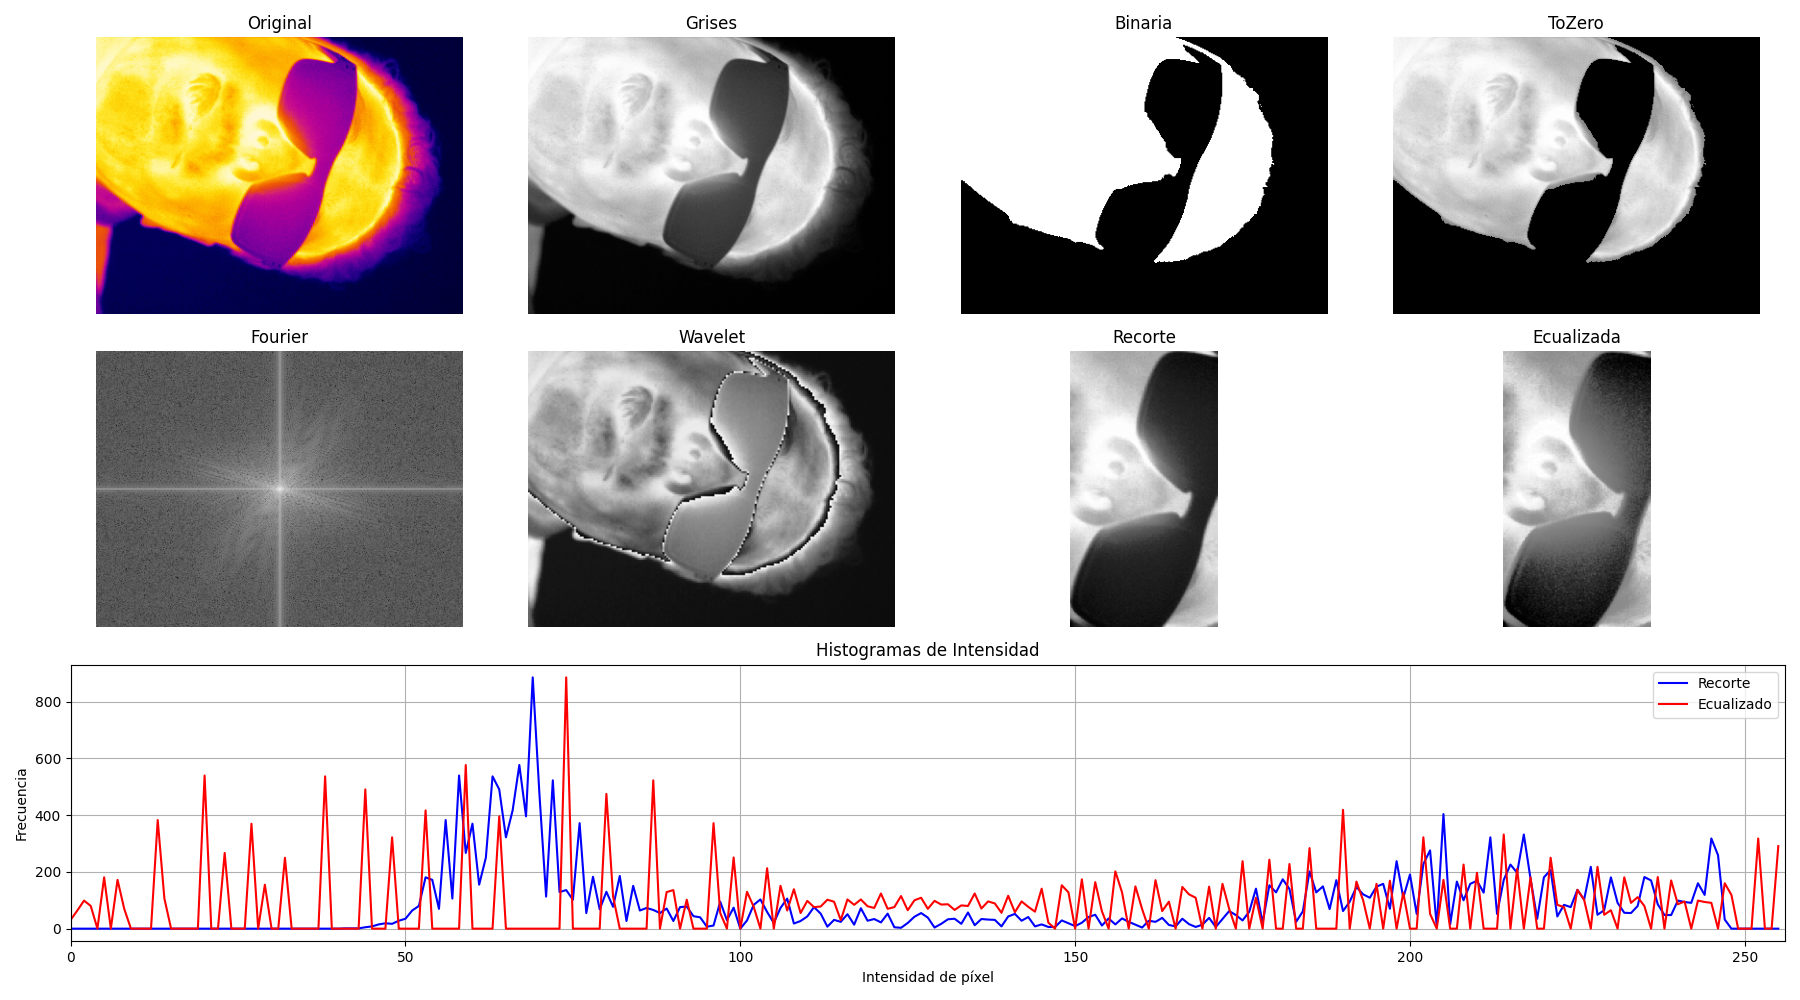 Original
Grises
Binaria
ToZero
Fourier
Wavelet
Recorte
Ecualizada
Histogramas de Intensidad
Frecuencia
800
600
400
200
0
Recorte
Ecualizado
0
50
100
150
200
250
Intensidad de píxel